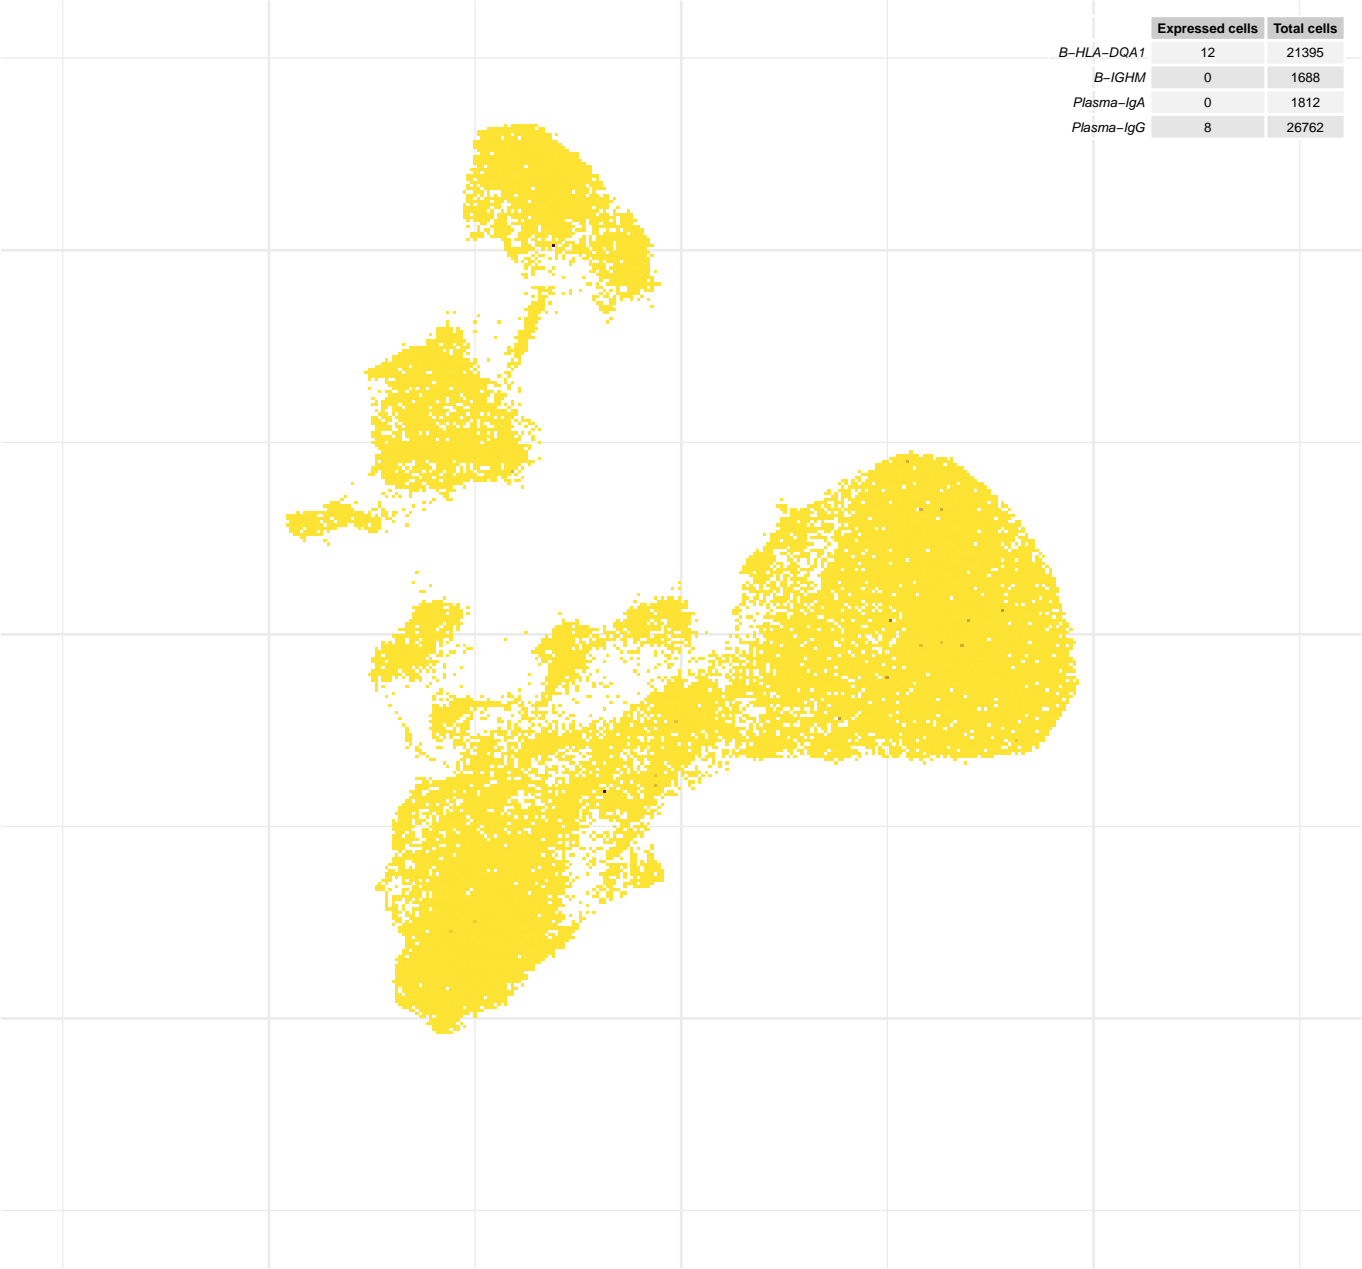 Expressed cells Total cells
B−HLA−DQA1 12 21395
B−IGHM 0 1688
Plasma−IgA 0 1812
Plasma−IgG 8 26762